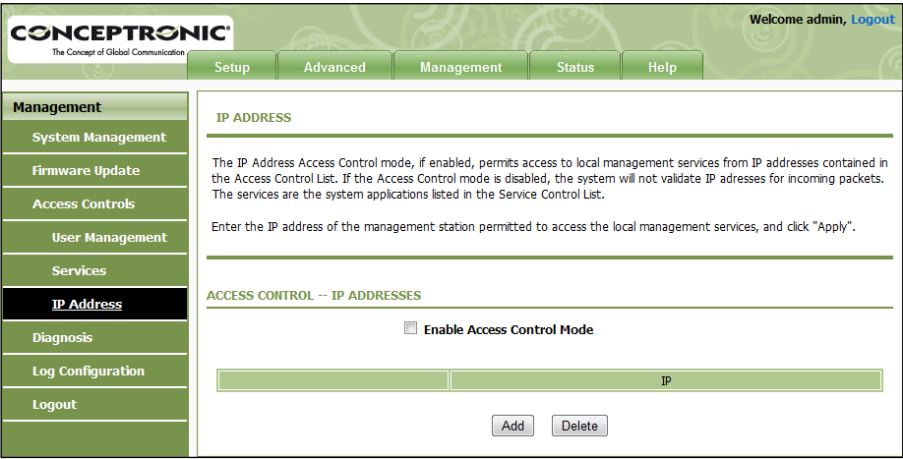 CONCEPTRONIC
The Concept of Global Communication
Welcome admin, Logout
Setup Advanced Management Status Help
Management
System Management
Firmware Update
Access Controls
User Management
Services
IP Address
Diagnosis
Log Configuration
Logout
IP ADDRESS
The IP Address Access Control mode, if enabled, permits access to local management services from IP addresses contained in
the Access Control List. If the Access Control mode is disabled, the system will not validate IP adresses for incoming packets.
The services are the system applications listed in the Service Control List.
Enter the IP address of the management station permitted to access the local management services, and click "Apply".
ACCESS CONTROL -- IP ADDRESSES
Enable Access Control Mode
IP
Add Delete